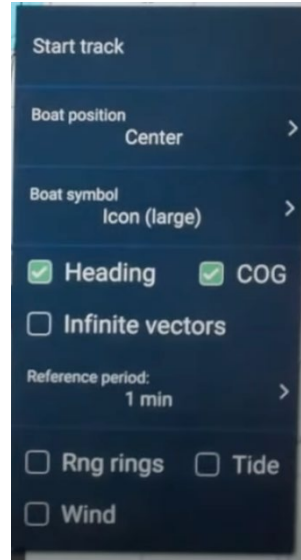 Start track
Boat position
Center
Boat symbol
Icon (large)
Heading COG
Infinite vectors
Reference period:
1 min
Rng rings Tide
Wind